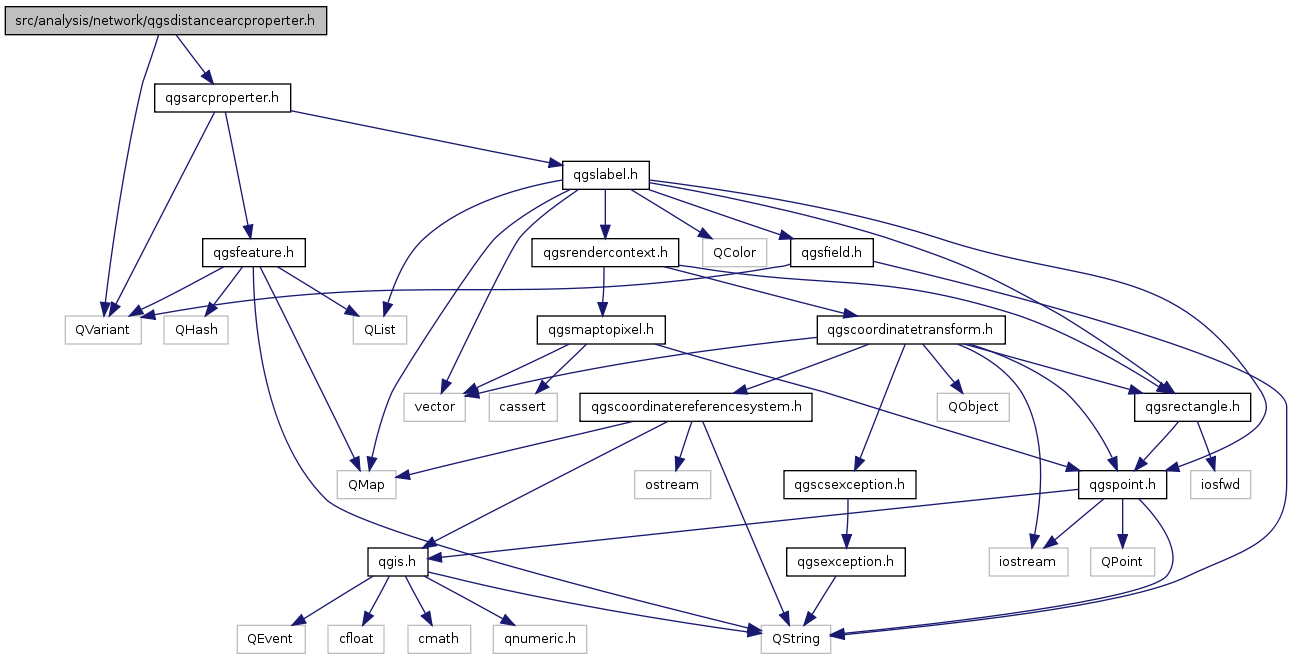 src/analysis/network/qgsdistancearcproperter.h
qgsarcproperter.h
qgslabel.h
qgsfeature.h
qgsrendercontext.h
QColor
qgsfield.h
QVariant
QHash
QList
qgsmaptopixel.h
qgscoordinatetransform.h
vector
cassert
qgscoordinatereferencesystem.h
QObject
qgsrectangle.h
QMap
ostream
qgscsexception.h
qgspoint.h
iosfwd
qgis.h
qgsexception.h
iostream
QPoint
QEvent
cfloat
cmath
qnumeric.h
QString